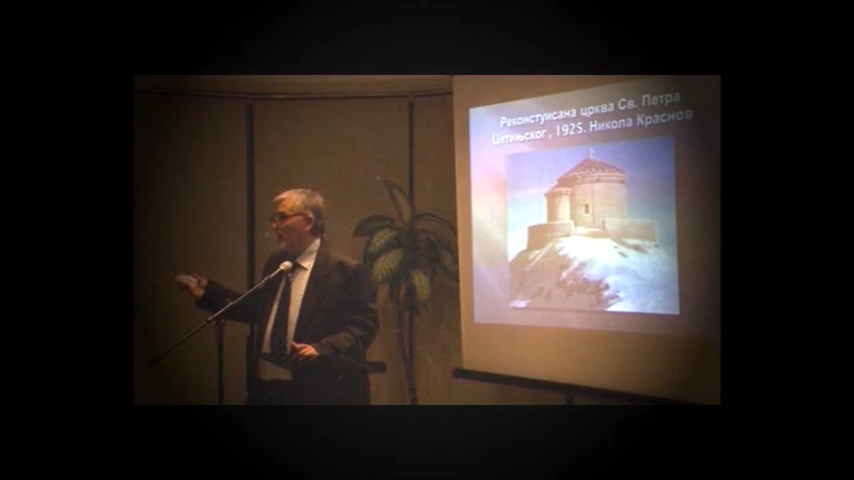 Реконстуисана црква Св. Петра
Цетињског , 1925. Никола Краснов